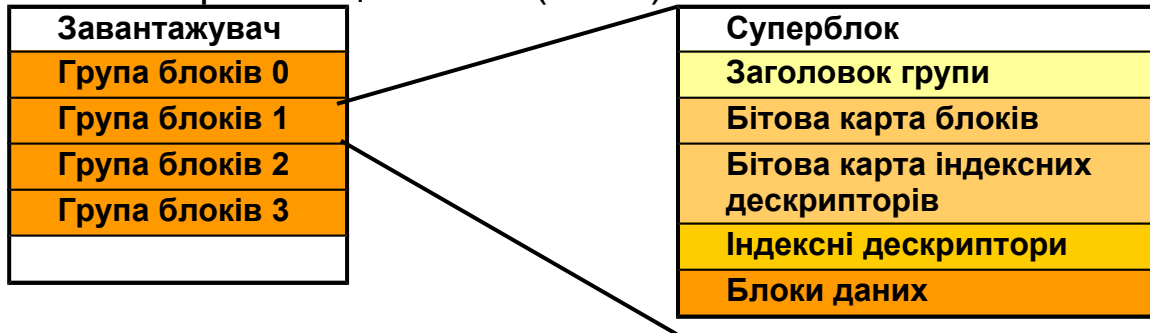 Завантажувач
Група блоків 0
Група блоків 1
Група блоків 2
Група блоків 3
Суперблок
Заголовок групи
Бітова карта блоків
Бітова карта індексних
дескрипторів
Індексні дескриптори
Блоки даних